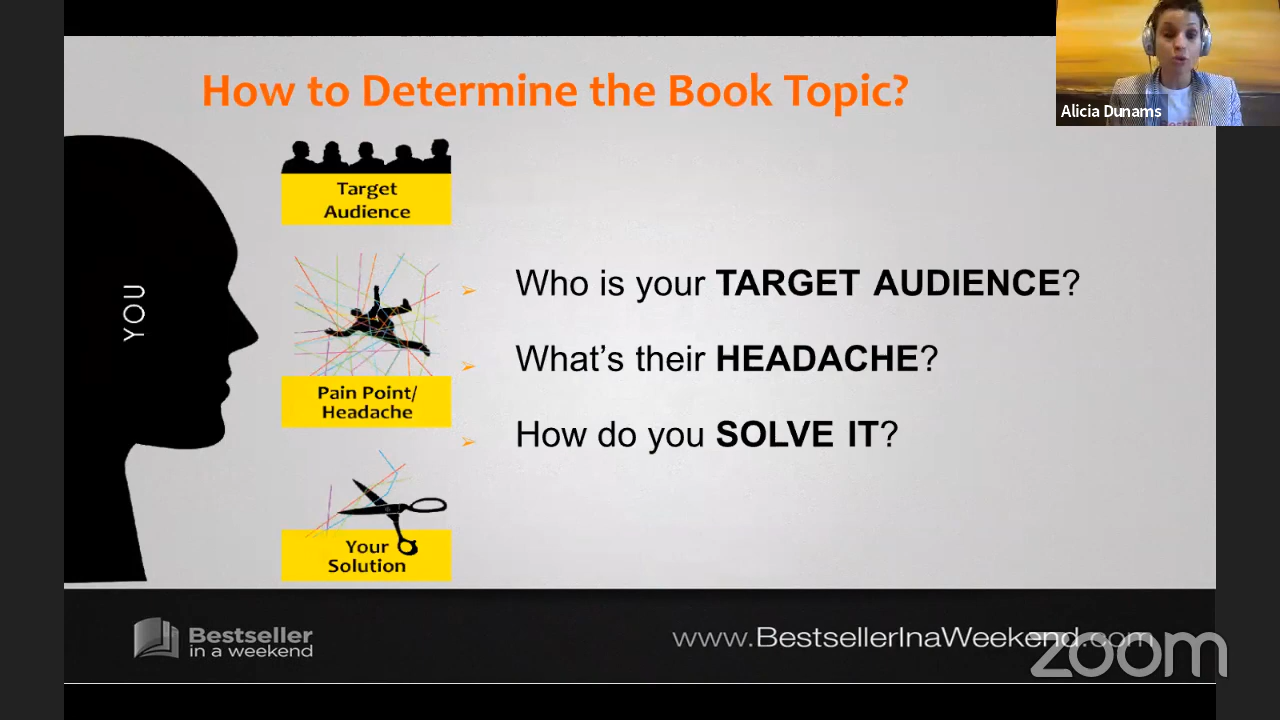 How to Determine the Book Topic?
Alicia Dunams
YOU
Target
Audience
Pain Point/
Headache
Your
Solution
➢ Who is your TARGET AUDIENCE?
➢ What's their HEADACHE?
➢ How do you SOLVE IT?
Bestseller
in a weekend
www.BestsellerInaWeekend.com
zoom